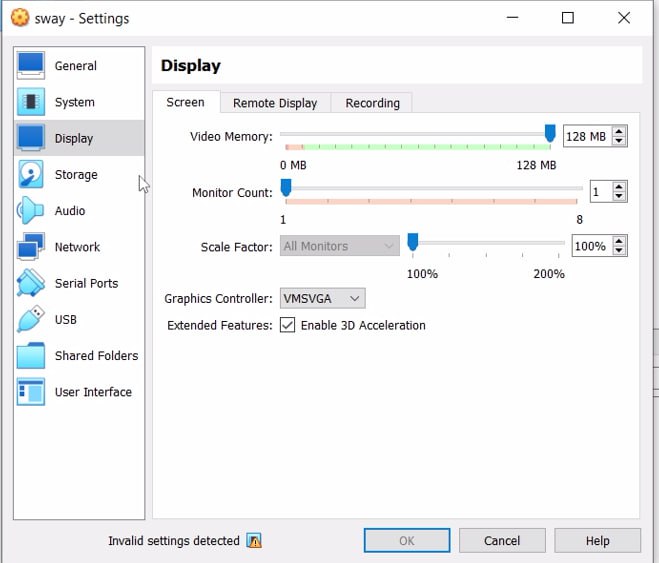 sway - Settings
General
System
Display
Storage
Audio
Network
Serial Ports
USB
Shared Folders
User Interface
Display
Screen Remote Display Recording
Video Memory: 128 MB
0 MB 128 MB
Monitor Count: 1
1 8
Scale Factor: All Monitors 100%
100% 200%
Graphics Controller: VMSVGA
Extended Features: Enable 3D Acceleration
Invalid settings detected OK Cancel Help